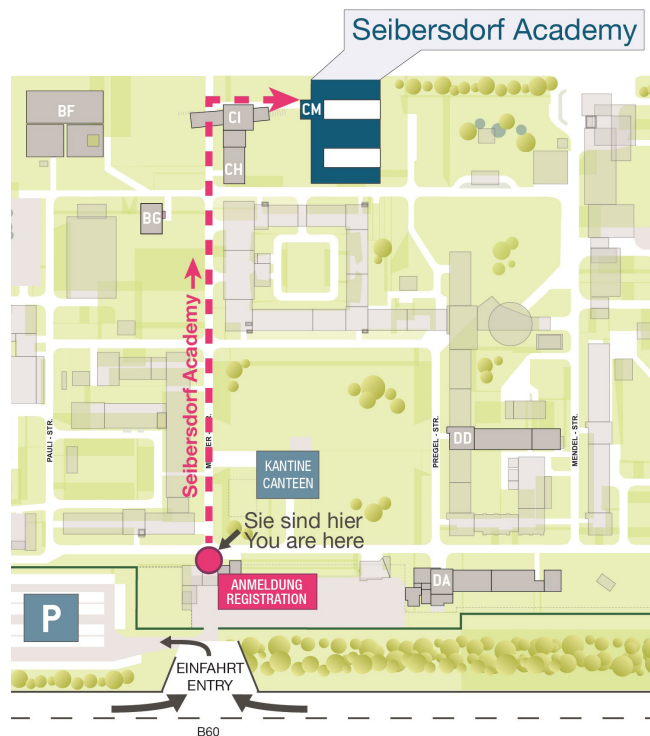 Seibersdorf Academy
BF
CI
CM
CH
BG
Seibersdorf Academy
PAULI - STR.
PREGEL - STR.
MENDEL - STR.
DD
KANTINE
CANTEEN
Sie sind hier
You are here
ANMELDUNG
REGISTRATION
DA
P
EINFAHRT
ENTRY
B60